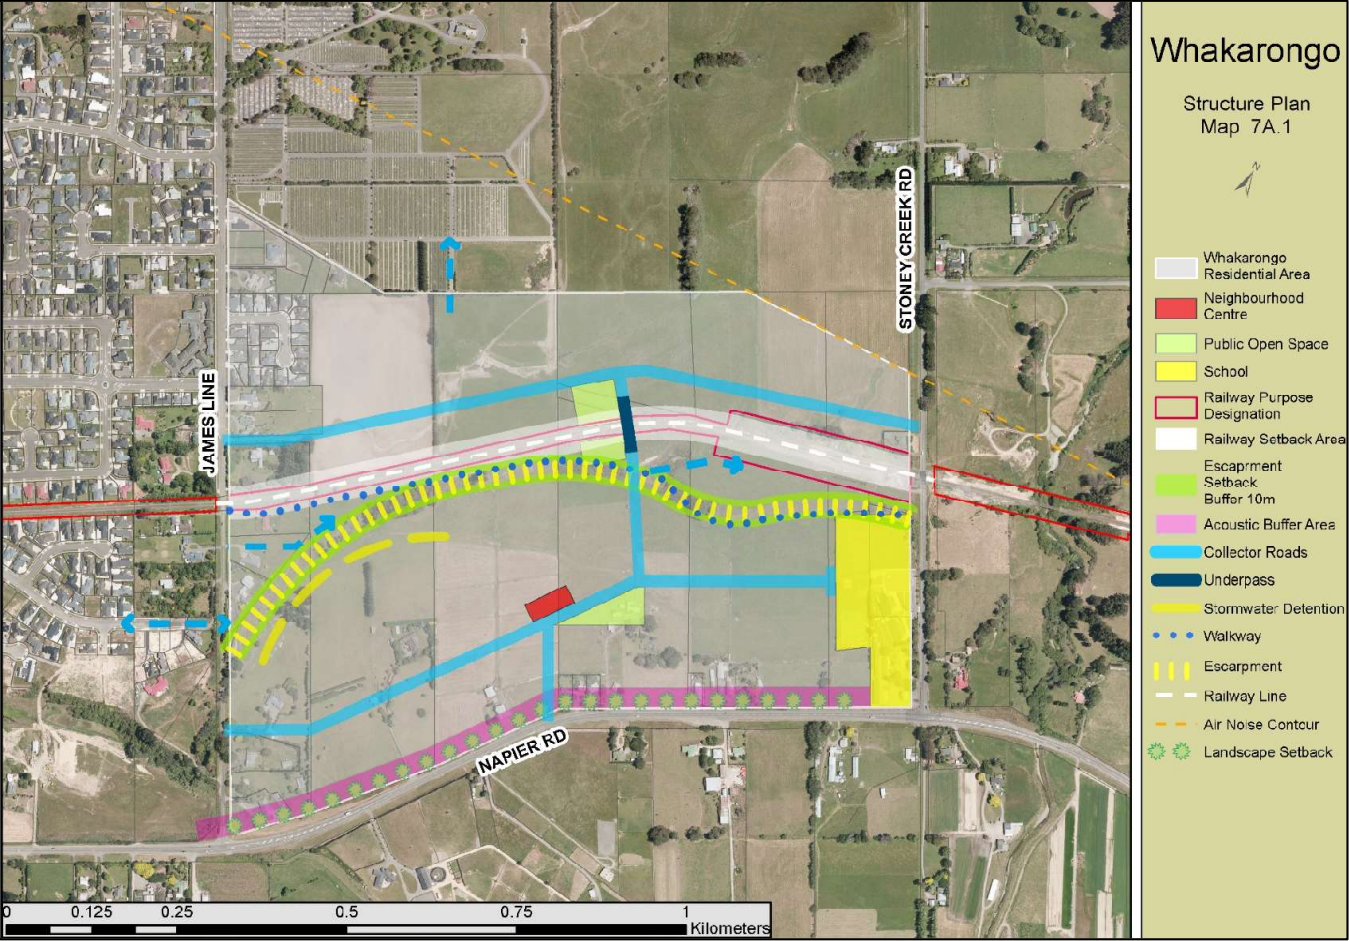 Whakarongo
Structure Plan
Map 7A.1
Whakarongo
Residential Area
Neighbourhood
Centre
Public Open Space
School
Railway Purpose
Designation
Railway Setback Area
Escaprment
Setback
Buffer 10m
Acoustic Buffer Area
Collector Roads
Underpass
Stormwater Detention
Walkway
Escarpment
Railway Line
Air Noise Contour
Landscape Setback
STONEY CREEK RD
JAMES LINE
NAPIER RD
0 0.125 0.25 0.5 0.75 1
Kilometers